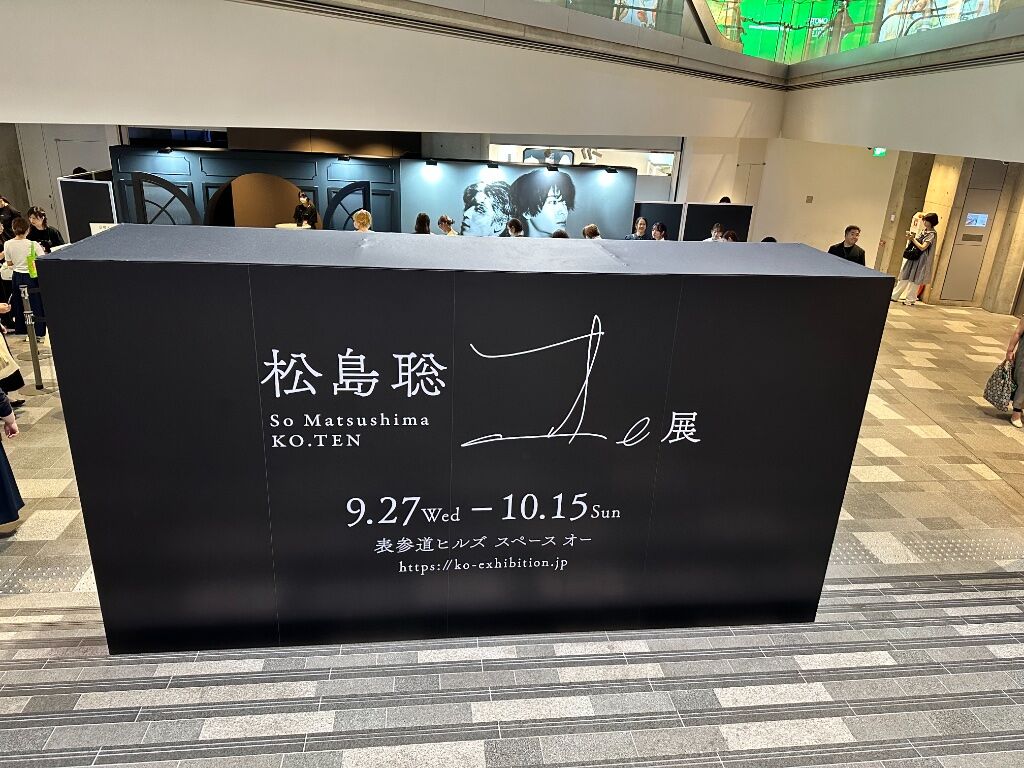 松島聡
So Matsushima
KO.TEN
展
9.27Wed – 10.15Sun
表参道ヒルズ スペース オー
https://ko-exhibition.jp